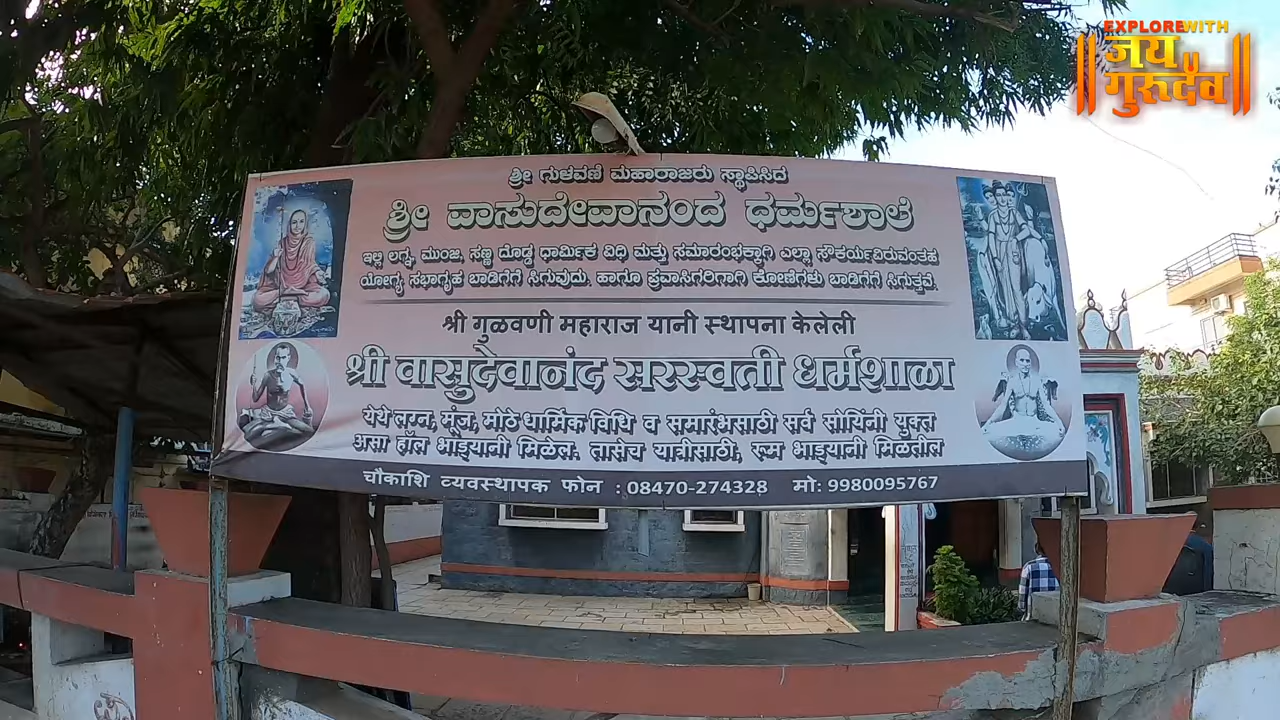 EXPLORE WITH
जय
गुरुदेव
ಶ್ರೀ ಗುಳವಣಿ ಮಹಾರಾಜರು ಸ್ಥಾಪಿಸಿದ
ಶ್ರೀ ವಾಸುದೇವಾನಂದ ಧರ್ಮಶಾಲೆ
ಇಲ್ಲಿ ಲಗ್ನ, ಮುಂಜಿ, ಸಣ್ಣ ದೊಡ್ಡ ಧಾರ್ಮಿಕ ವಿಧಿ ಮತ್ತು ಸಮಾರಂಭಕ್ಕಾಗಿ ಎಲ್ಲಾ ಸೌಕರ್ಯವಿರುವಂತಹ
ಯೋಗ್ಯ ಸಭಾಗೃಹ ಬಾಡಿಗೆಗೆ ಸಿಗುವುದು. ಹಾಗೂ ಪ್ರವಾಸಿಗರಿಗಾಗಿ ಕೋಣೆಗಳು ಬಾಡಿಗೆಗೆ ಸಿಗುತ್ತವೆ.
श्री गुळवणी महाराज यानी स्थापना केलेली
श्री वासुदेवानंद सरस्वती धर्मशाळा
येथे लग्न, मुंज, मोठे धार्मिक विधि व समारंभसाठी सर्व सोयिंनी युक्त
असा हॉल भाड्यानी मिळेल. तासेच यात्रीसाठी, रूम भाड्यानी मिळतील
चौकाशि व्यवस्थापक फोन : 08470-274328 मो: 9980095767